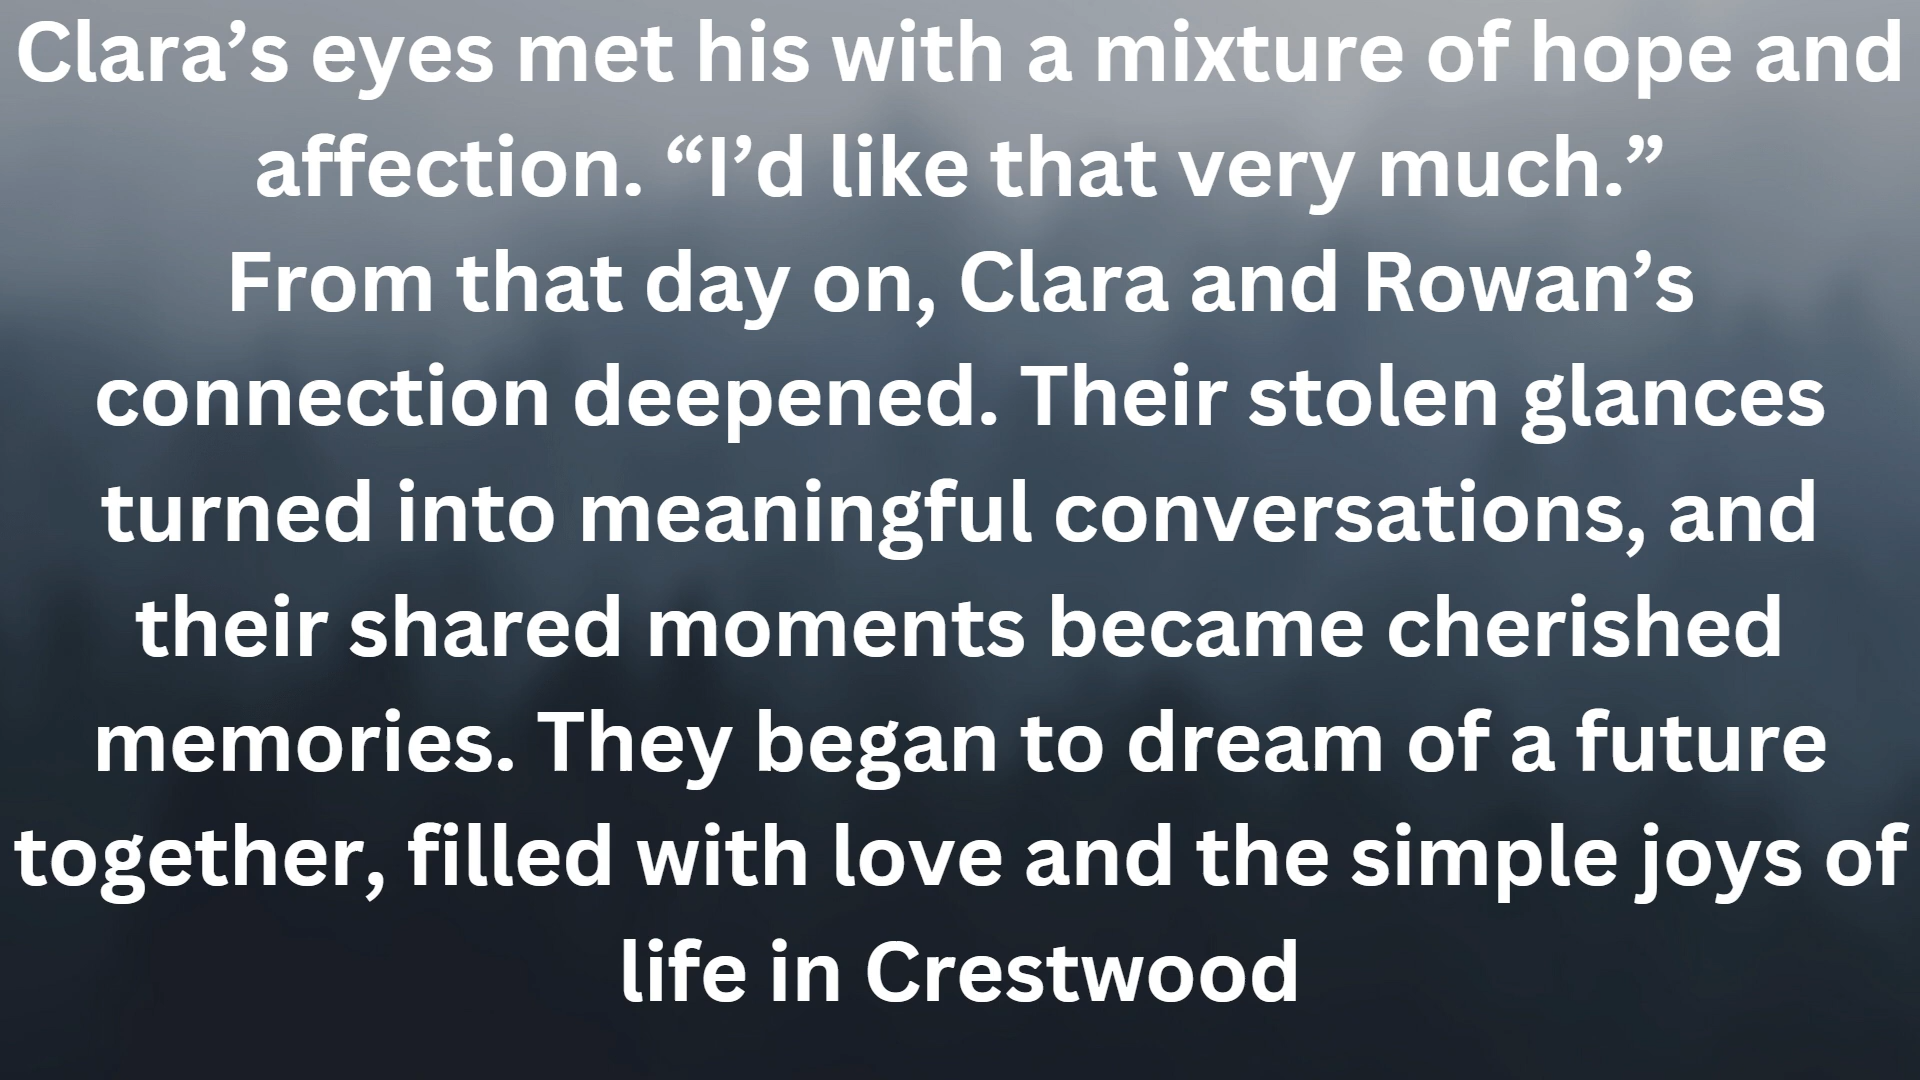 Clara’s eyes met his with a mixture of hope and
affection. “I’d like that very much.”
From that day on, Clara and Rowan’s
connection deepened. Their stolen glances
turned into meaningful conversations, and
their shared moments became cherished
memories. They began to dream of a future
together, filled with love and the simple joys of
life in Crestwood